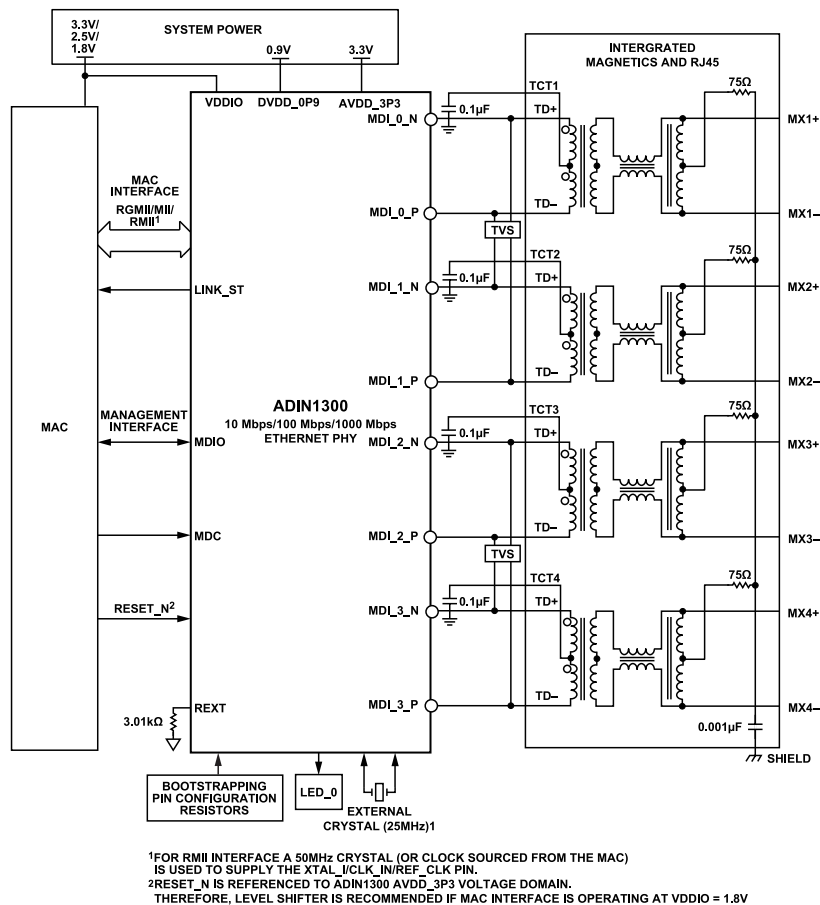 3.3V/
2.5V/
1.8V
SYSTEM POWER
0.9V
3.3V
INTERGRATED
MAGNETICS AND RJ45
VDDIO
DVDD_0P9
AVDD_3P3
TCT1
75Ω
0.1µF
TD+
MDI_0_N
MX1+
MAC
INTERFACE
RGMII/MII/
RMII1
MDI_0_P
TD–
MX1–
TVS
TCT2
75Ω
0.1µF
TD+
LINK_ST
MDI_1_N
MX2+
MDI_1_P
TD–
MX2–
MAC
ADIN1300
10 Mbps/100 Mbps/1000 Mbps
ETHERNET PHY
MANAGEMENT
INTERFACE
MDIO
TCT3
75Ω
0.1µF
TD+
MDI_2_N
MX3+
MDC
MDI_2_P
TD–
MX3–
TVS
TCT4
75Ω
0.1µF
TD+
RESET_N2
MDI_3_N
MX4+
REXT
3.01kΩ
MDI_3_P
TD–
MX4–
0.001µF
SHIELD
BOOTSTRAPPING
PIN CONFIGURATION
RESISTORS
LED_0
EXTERNAL
CRYSTAL (25MHz)1
1FOR RMII INTERFACE A 50MHz CRYSTAL (OR CLOCK SOURCED FROM THE MAC)
IS USED TO SUPPLY THE XTAL_I/CLK_IN/REF_CLK PIN.
2RESET_N IS REFERENCED TO ADIN1300 AVDD_3P3 VOLTAGE DOMAIN.
THEREFORE, LEVEL SHIFTER IS RECOMMENDED IF MAC INTERFACE IS OPERATING AT VDDIO = 1.8V